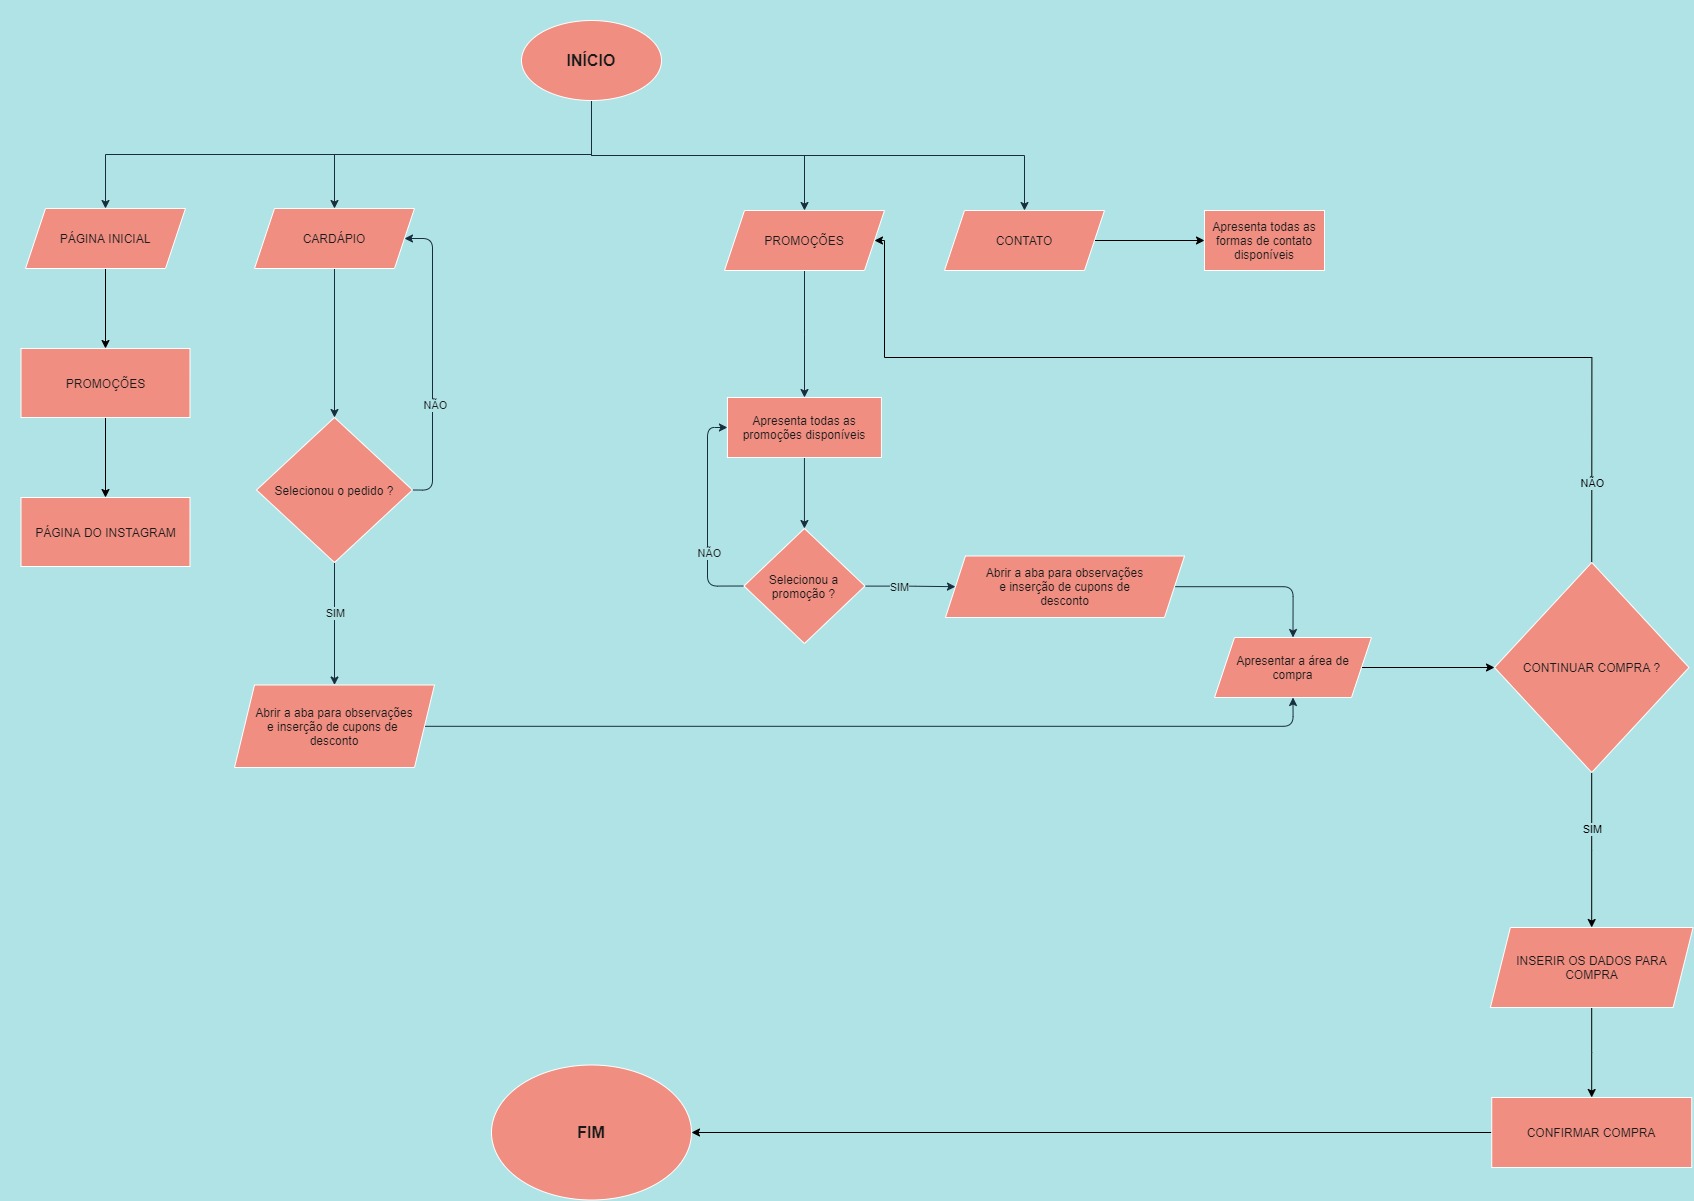 INÍCIO
PÁGINA INICIAL
CARDÁPIO
PROMOÇÕES
CONTATO
Apresenta todas as
formas de contato
disponíveis
PROMOÇÕES
NÃO
Apresenta todas as
promoções disponíveis
NÃO
Selecionou o pedido ?
PÁGINA DO INSTAGRAM
NÃO
Selecionou a
promoção ?
SIM
Abrir a aba para observações
e inserção de cupons de
desconto
SIM
Apresentar a área de
compra
CONTINUAR COMPRA ?
Abrir a aba para observações
e inserção de cupons de
desconto
SIM
INSERIR OS DADOS PARA
COMPRA
FIM
CONFIRMAR COMPRA